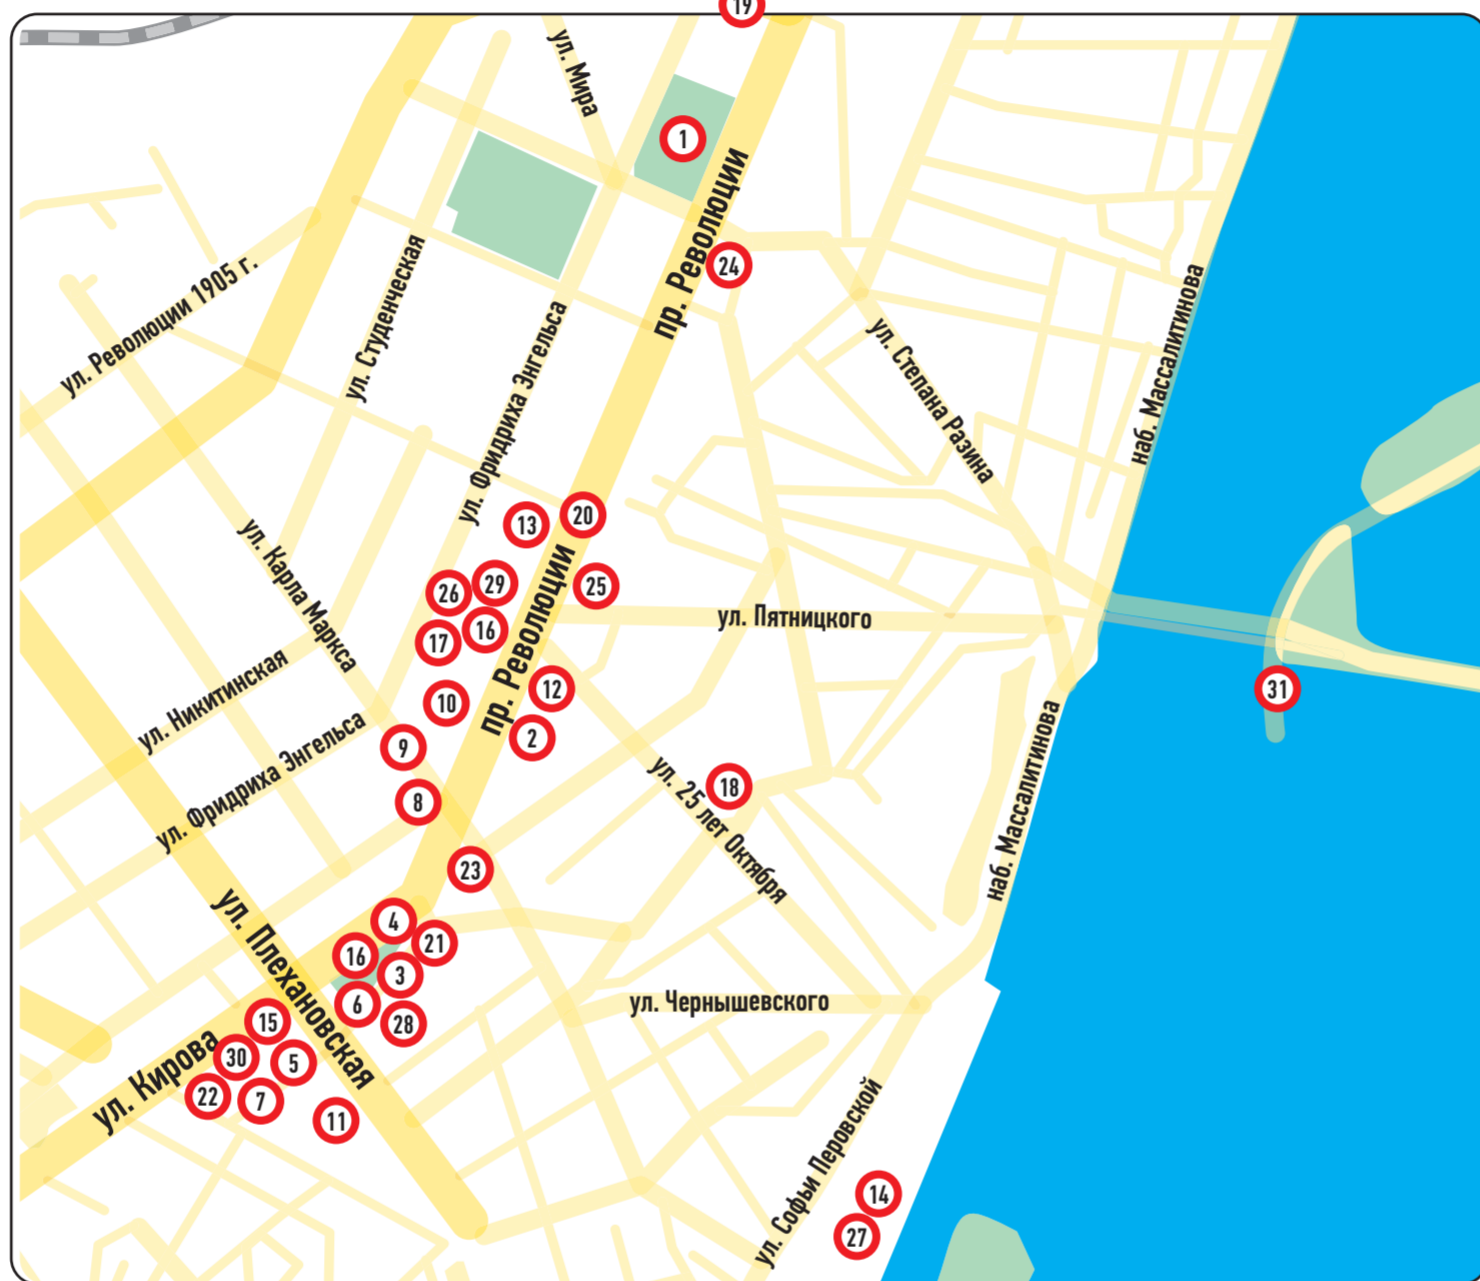 19
ул. Мира
1
пр. Революции
24
ул. Революции 1905 г.
ул. Студенческая
ул. Фридриха Энгельса
ул. Степана Разина
наб. Массалитинова
13
20
ул. Карла Маркса
26
29
25
пр. Революции
17
16
ул. Пятницкого
ул. Никитинская
10
12
31
9
2
ул. Фридриха Энгельса
8
18
ул. 25 лет Октября
наб. Массалитинова
23
ул. Плехановская
4
21
16
3
6
28
ул. Чернышевского
15
30
5
ул. Кирова
22
7
11
ул. Софьи Перовской
14
27